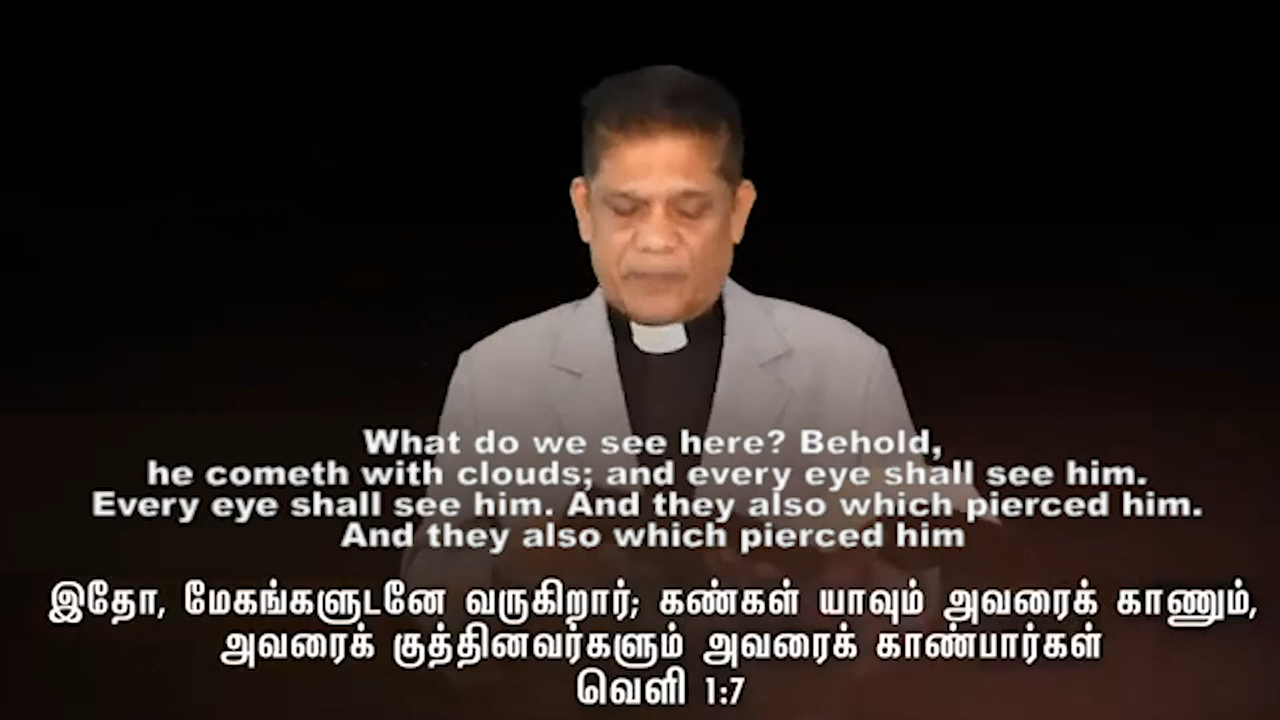 What do we see here? Behold,
he cometh with clouds; and every eye shall see him.
Every eye shall see him. And they also which pierced him.
And they also which pierced him
இதோ, மேகங்களுடனே வருகிறார்; கண்கள் யாவும் அவரைக் காணும்,
அவரைக் குத்தினவர்களும் அவரைக் காண்பார்கள்
வெளி 1:7